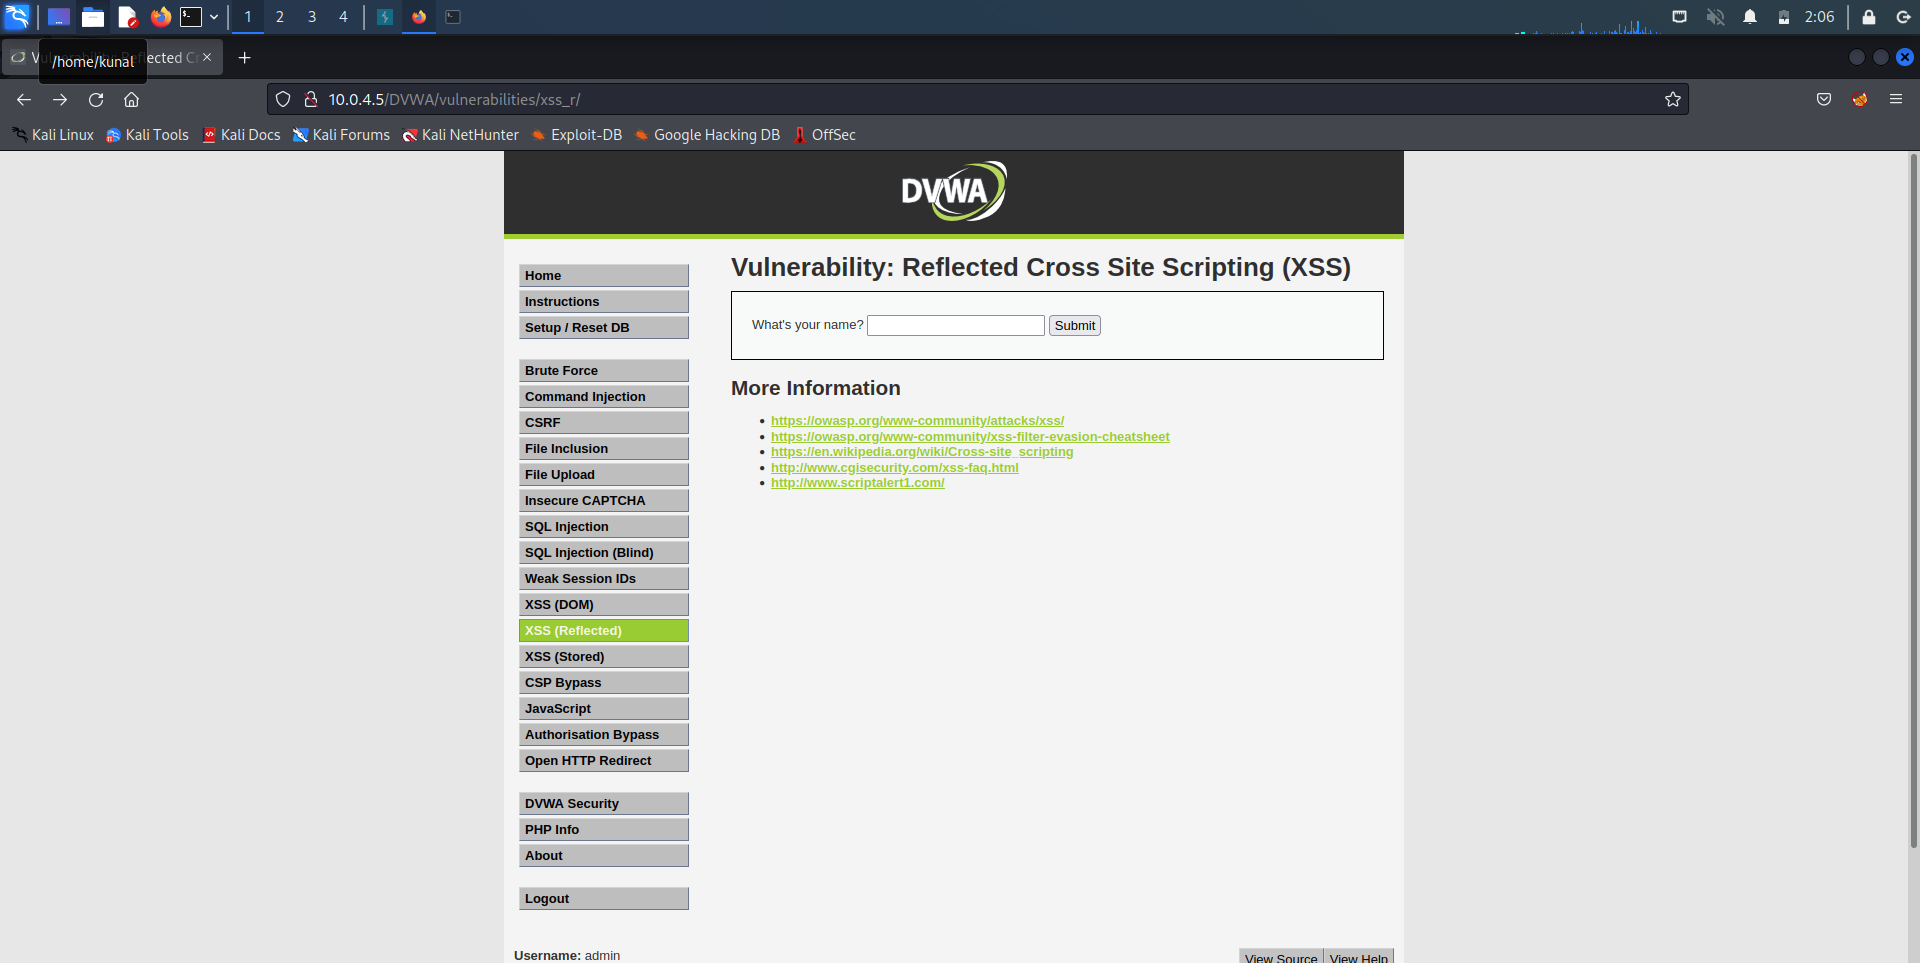 1 2 3 4 2:06
/home/kunal
10.0.4.5/DVWA/vulnerabilities/xss_r/
Kali Linux Kali Tools Kali Docs Kali Forums Kali NetHunter Exploit-DB Google Hacking DB OffSec
DVWA
Home
Instructions
Setup / Reset DB
Brute Force
Command Injection
CSRF
File Inclusion
File Upload
Insecure CAPTCHA
SQL Injection
SQL Injection (Blind)
Weak Session IDs
XSS (DOM)
XSS (Reflected)
XSS (Stored)
CSP Bypass
JavaScript
Authorisation Bypass
Open HTTP Redirect
DVWA Security
PHP Info
About
Logout
Vulnerability: Reflected Cross Site Scripting (XSS)
What's your name? Submit
More Information
https://owasp.org/www-community/attacks/xss/
https://owasp.org/www-community/xss-filter-evasion-cheatsheet
https://en.wikipedia.org/wiki/Cross-site_scripting
http://www.cgisecurity.com/xss-faq.html
http://www.scriptalert1.com/
Username: admin
View Source View Help